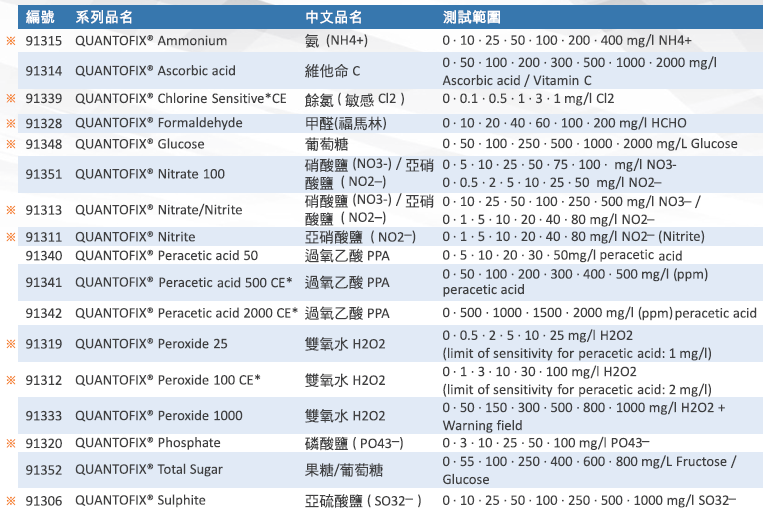 編號 系列品名 中文品名 測試範圍
※ 91315 QUANTOFIX® Ammonium 氨 (NH4+) 0 · 10 · 25 · 50 · 100 · 200 · 400 mg/l NH4+
91314 QUANTOFIX® Ascorbic acid 維他命 C 0 · 50 · 100 · 200 · 300 · 500 · 1000 · 2000 mg/l
Ascorbic acid / Vitamin C
※ 91339 QUANTOFIX® Chlorine Sensitive*CE 餘氯 ( 敏感 Cl2 ) 0 · 0.1 · 0.5 · 1 · 3 · 1 mg/l Cl2
※ 91328 QUANTOFIX® Formaldehyde 甲醛(福馬林) 0 · 10 · 20 · 40 · 60 · 100 · 200 mg/l HCHO
※ 91348 QUANTOFIX® Glucose 葡萄糖 0 · 50 · 100 · 250 · 500 · 1000 · 2000 mg/L Glucose
91351 QUANTOFIX® Nitrate 100 硝酸鹽 (NO3-) / 亞硝 0 · 5 · 10 · 25 · 50 · 75 · 100 · mg/l NO3-
酸鹽 ( NO2–) 0 · 0.5 · 2 · 5 · 10 · 25 · 50 mg/l NO2–
※ 91313 QUANTOFIX® Nitrate/Nitrite 硝酸鹽 (NO3-) / 亞硝 0 · 10 · 25 · 50 · 100 · 250 · 500 mg/l NO3– /
酸鹽 ( NO2–) 0 · 1 · 5 · 10 · 20 · 40 · 80 mg/l NO2–
※ 91311 QUANTOFIX® Nitrite 亞硝酸鹽 ( NO2–) 0 · 1 · 5 · 10 · 20 · 40 · 80 mg/l NO2– (Nitrite)
91340 QUANTOFIX® Peracetic acid 50 過氧乙酸 PPA 0 · 5 · 10 · 20 · 30 · 50mg/l peracetic acid
91341 QUANTOFIX® Peracetic acid 500 CE* 過氧乙酸 PPA 0 · 50 · 100 · 200 · 300 · 400 · 500 mg/l (ppm)
peracetic acid
91342 QUANTOFIX® Peracetic acid 2000 CE* 過氧乙酸 PPA 0 · 500 · 1000 · 1500 · 2000 mg/l (ppm) peracetic acid
※ 91319 QUANTOFIX® Peroxide 25 雙氧水 H2O2 0 · 0.5 · 2 · 5 · 10 · 25 mg/l H2O2
(limit of sensitivity for peracetic acid: 1 mg/l)
※ 91312 QUANTOFIX® Peroxide 100 CE* 雙氧水 H2O2 0 · 1 · 3 · 10 · 30 · 100 mg/l H2O2
(limit of sensitivity for peracetic acid: 2 mg/l)
91333 QUANTOFIX® Peroxide 1000 雙氧水 H2O2 0 · 50 · 150 · 300 · 500 · 800 · 1000 mg/l H2O2 +
Warning field
※ 91320 QUANTOFIX® Phosphate 磷酸鹽 ( PO43–) 0 · 3 · 10 · 25 · 50 · 100 mg/l PO43–
91352 QUANTOFIX® Total Sugar 果糖/葡萄糖 0 · 55 · 100 · 250 · 400 · 600 · 800 mg/L Fructose /
Glucose
※ 91306 QUANTOFIX® Sulphite 亞硫酸鹽 ( SO32– ) 0 · 10 · 25 · 50 · 100 · 250 · 500 · 1000 mg/l SO32–